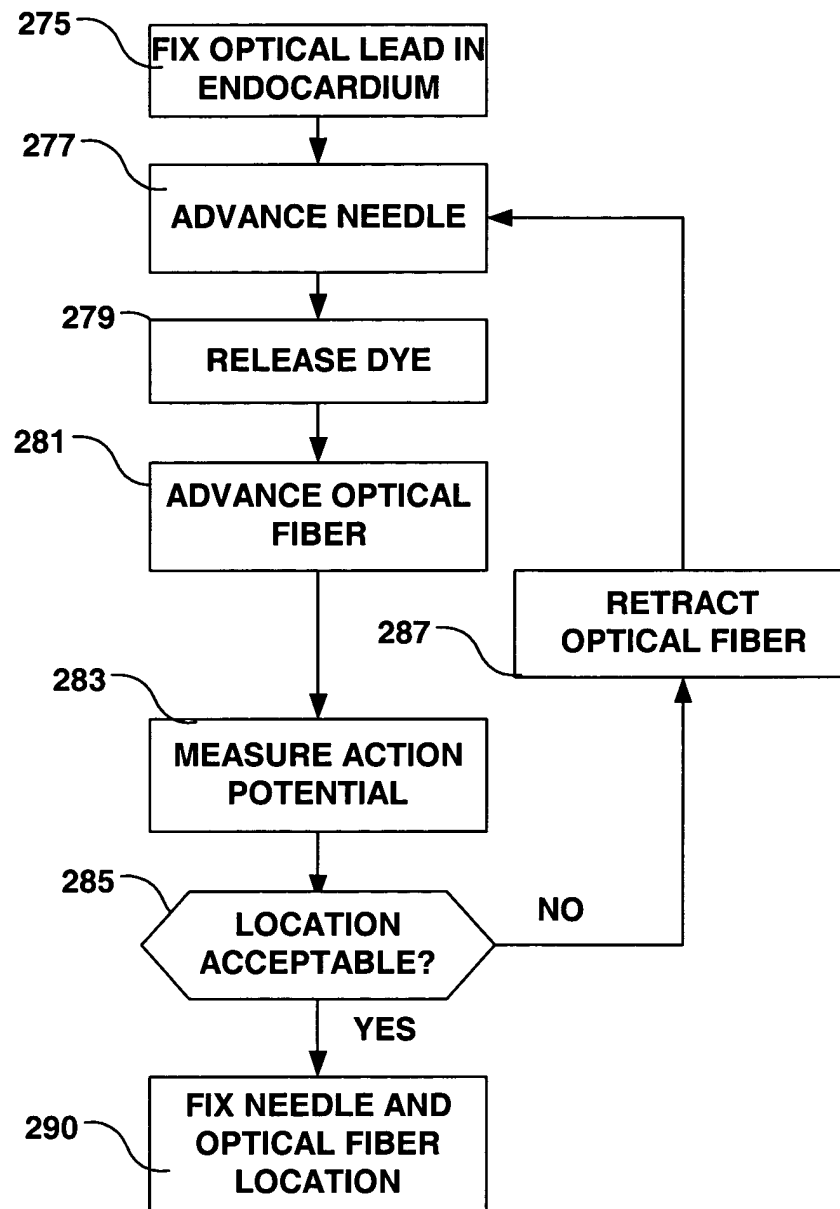 275
FIX OPTICAL LEAD IN
ENDOCARDIUM
277
ADVANCE NEEDLE
279
RELEASE DYE
281
ADVANCE OPTICAL
FIBER
RETRACT
OPTICAL FIBER
287
283
MEASURE ACTION
POTENTIAL
285
LOCATION
ACCEPTABLE?
NO
YES
FIX NEEDLE AND
OPTICAL FIBER
LOCATION
290